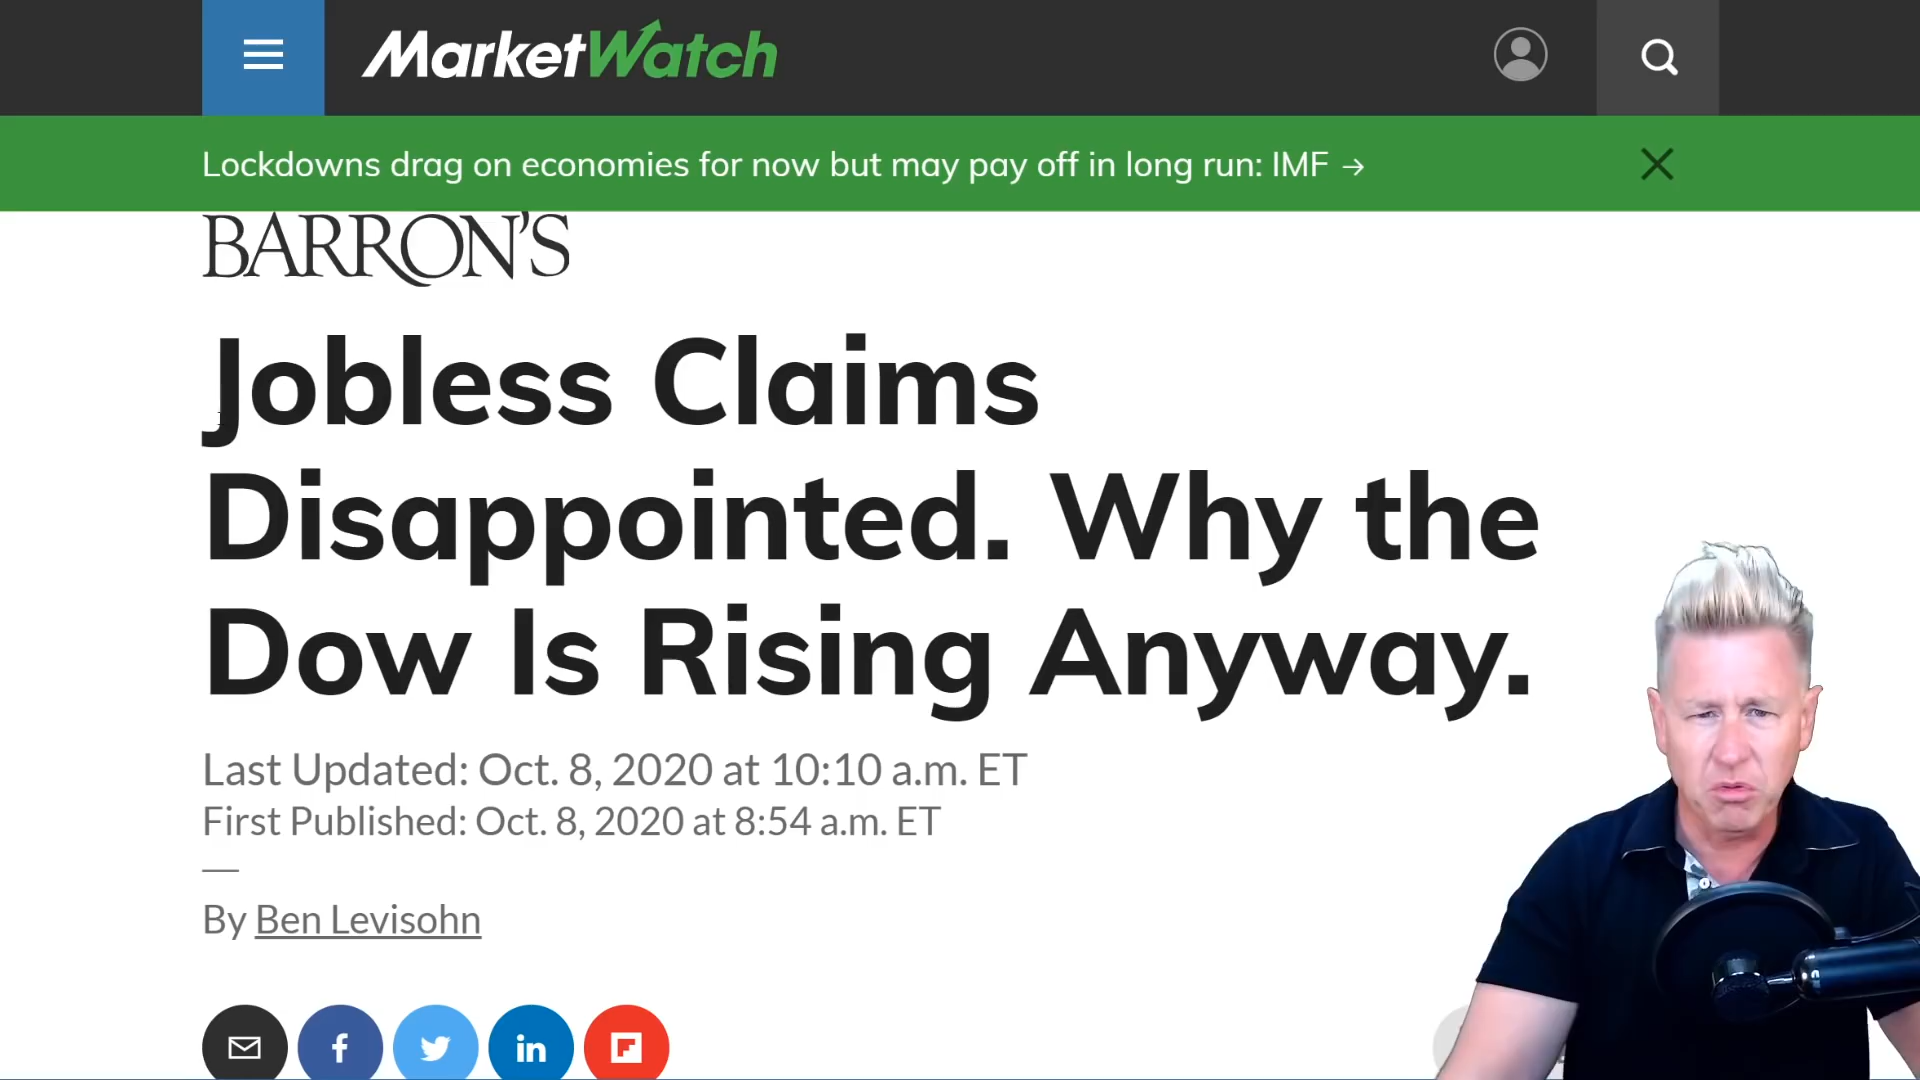 MarketWatch
Lockdowns drag on economies for now but may pay off in long run: IMF →
BARRON'S
Jobless Claims
Disappointed. Why the
Dow Is Rising Anyway.
Last Updated: Oct. 8, 2020 at 10:10 a.m. ET
First Published: Oct. 8, 2020 at 8:54 a.m. ET
By Ben Levisohn